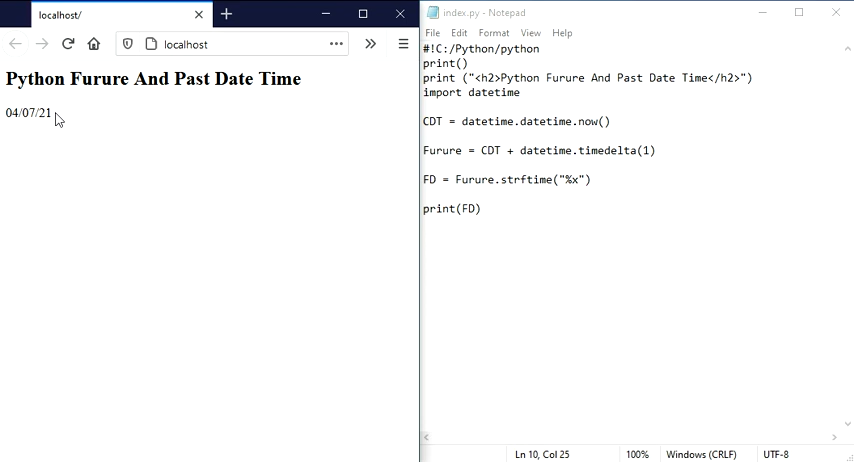 localhost/
localhost
Python Furure And Past Date Time
04/07/21
index.py - Notepad
File Edit Format View Help
#!C:/Python/python
print()
print ("<h2>Python Furure And Past Date Time</h2>")
import datetime
CDT = datetime.datetime.now()
Furure = CDT + datetime.timedelta(1)
FD = Furure.strftime("%x")
print(FD)
Ln 10, Col 25 100% Windows (CRLF) UTF-8